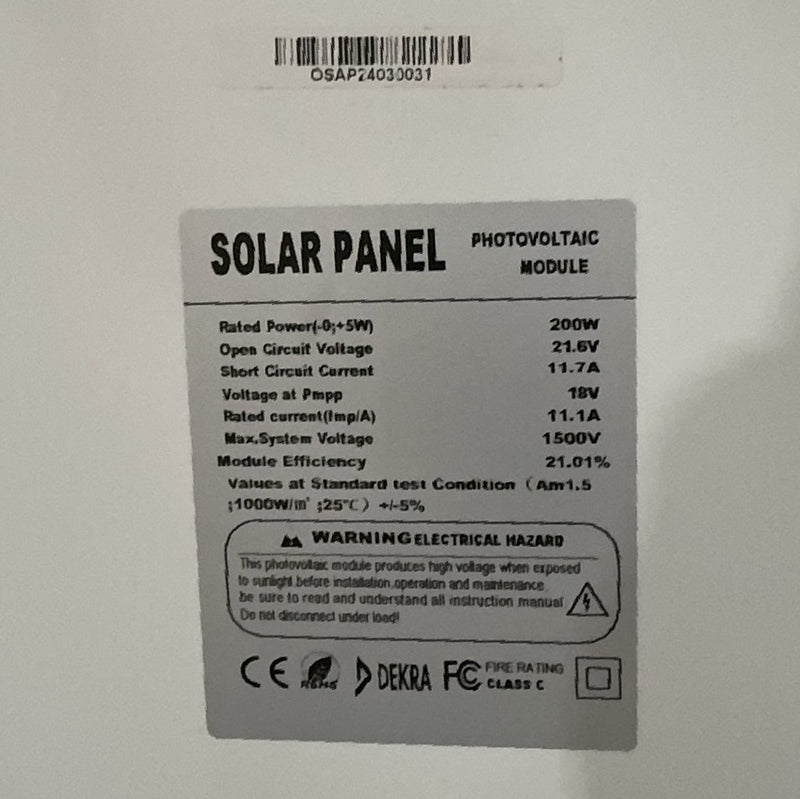 OSAP24030031
SOLAR PANEL PHOTOVOLTAIC MODULE
Rated Power(-0;+5W) 200W
Open Circuit Voltage 21.6V
Short Circuit Current 11.7A
Voltage at Pmpp 18V
Rated current(Imp/A) 11.1A
Max,System Voltage 1500V
Module Efficiency 21.01%
Values at Standard test Condition (Am1.5
;1000W/m² ;25℃) +/-5%
WARNING ELECTRICAL HAZARD
This photovoltaic module produces high voltage when exposed
to sunlight.before installation,operation and maintenance,
be sure to read and understand all instruction manual
Do not disconnect under load!
CE RoHS DEKRA FC FIRE RATING
CLASS C